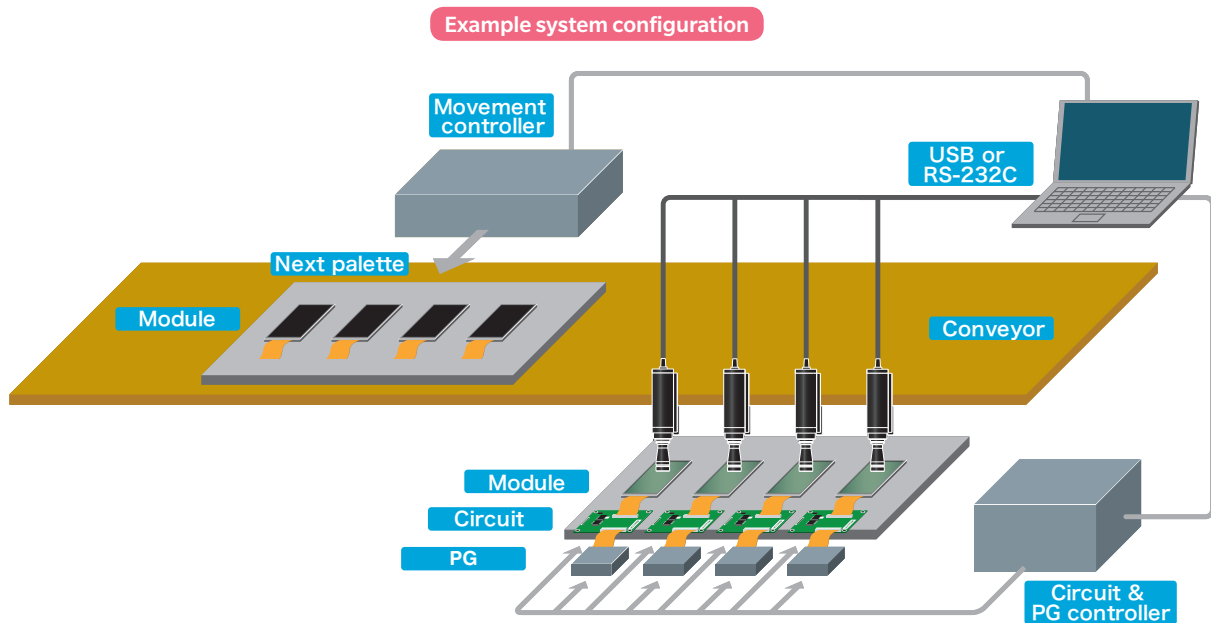 Example system configuration
Movement
controller
USB or
RS-232C
Next palette
Module
Conveyor
Module
Circuit
PG
Circuit &
PG controller